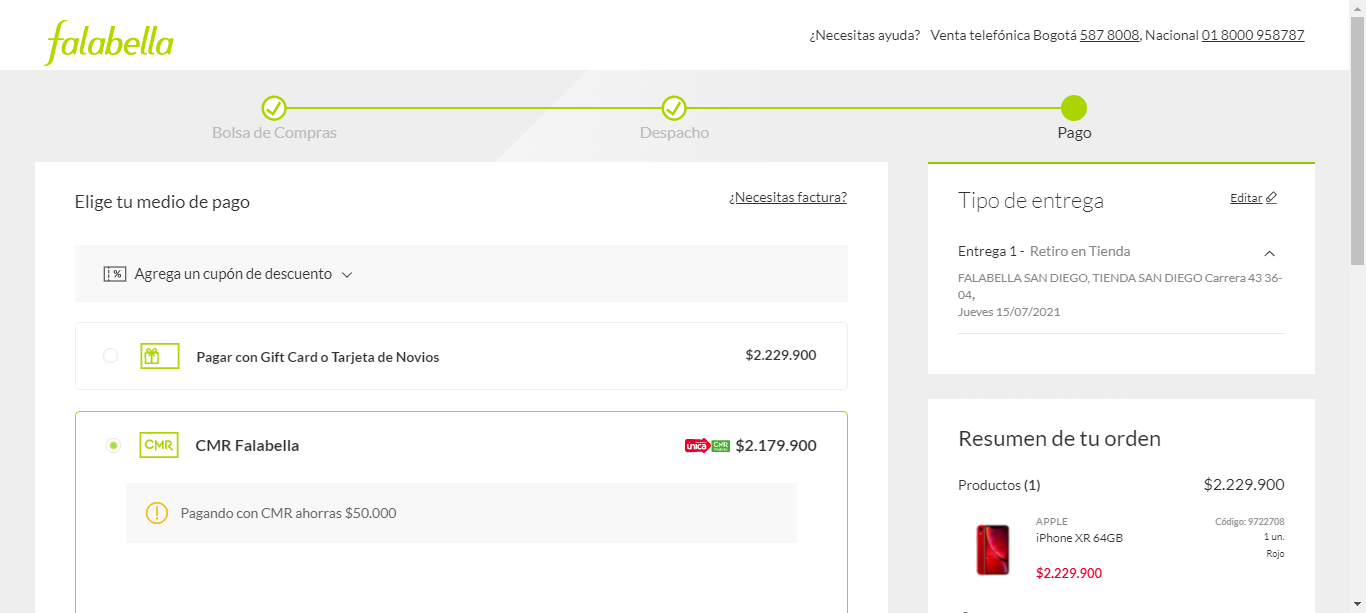 falabella
¿Necesitas ayuda? Venta telefónica Bogotá 587 8008, Nacional 01 8000 958787
Bolsa de Compras
Despacho
Pago
Elige tu medio de pago
¿Necesitas factura?
% Agrega un cupón de descuento
Pagar con Gift Card o Tarjeta de Novios
$2.229.900
CMR
CMR Falabella
unica CMR $2.179.900
Pagando con CMR ahorras $50.000
Tipo de entrega
Editar
Entrega 1 - Retiro en Tienda
FALABELLA SAN DIEGO, TIENDA SAN DIEGO Carrera 43 36-
04,
Jueves 15/07/2021
Resumen de tu orden
Productos (1)
$2.229.900
APPLE
iPhone XR 64GB
$2.229.900
Código: 9722708
1 un.
Rojo